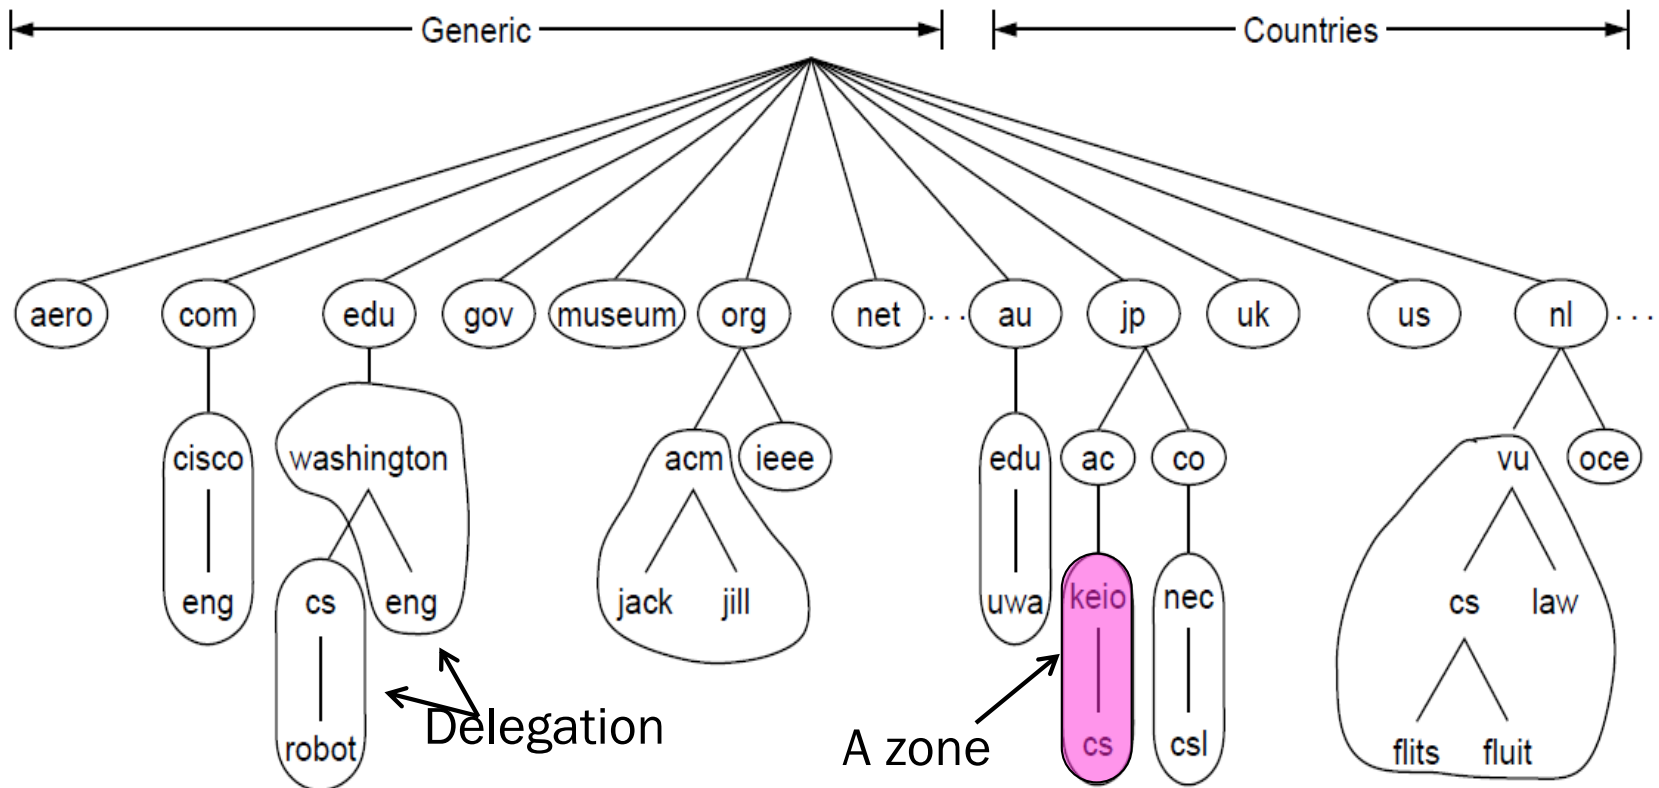 Generic Countries
aero com edu gov museum org net ... au jp uk us nl ...
cisco washington acm ieee edu ac co vu oce
eng cs eng jack jill uwa keio nec cs law
Delegation A zone
robot cs csl flits fluit